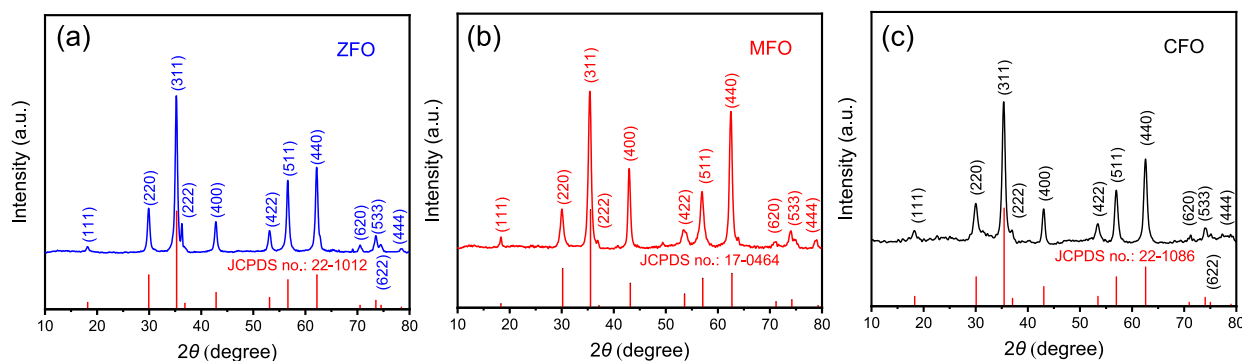 (a)
ZFO
(111)
(220)
(311)
(222)
(400)
(422)
(511)
(440)
(620)
(533)
(622)
(444)
JCPDS no.: 22-1012
Intensity (a.u.)
10 20 30 40 50 60 70 80
2θ (degree)
(b)
MFO
(111)
(220)
(311)
(222)
(400)
(422)
(511)
(440)
(620)
(533)
(444)
JCPDS no.: 17-0464
Intensity (a.u.)
10 20 30 40 50 60 70 80
2θ (degree)
(c)
CFO
(111)
(220)
(311)
(222)
(400)
(422)
(511)
(440)
(620)
(533)
(622)
(444)
JCPDS no.: 22-1086
Intensity (a.u.)
10 20 30 40 50 60 70 80
2θ (degree)